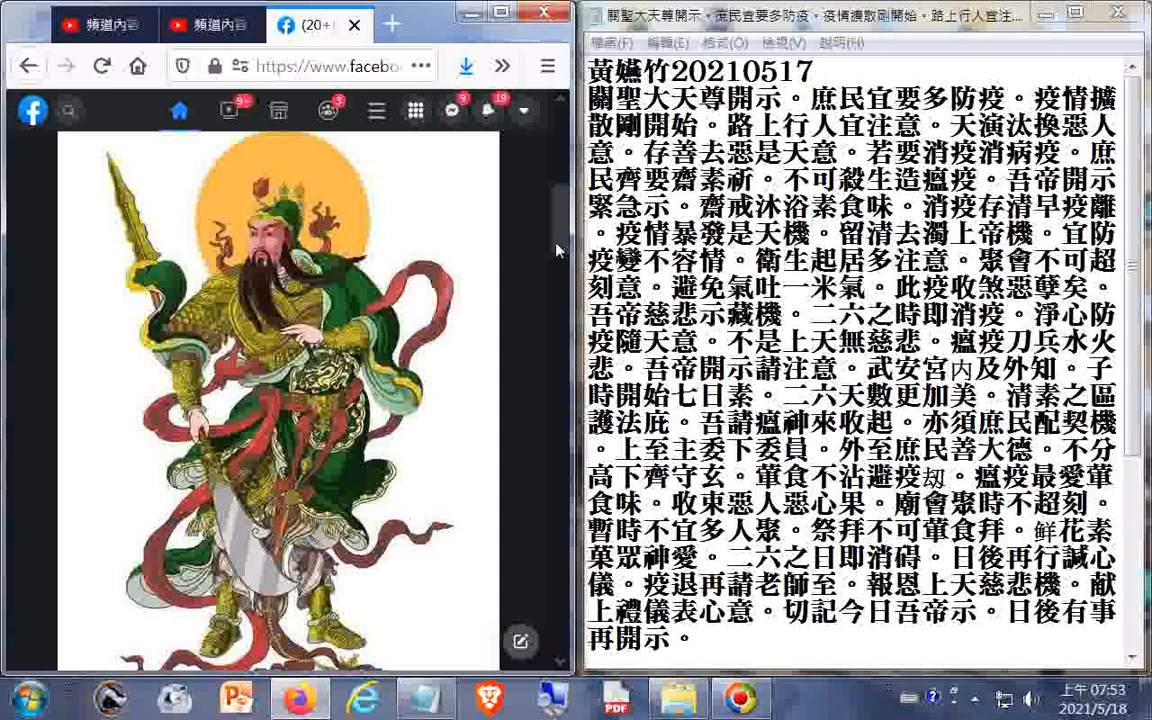 頻道內容
頻道內容
(20+
https://www.facebo
9+
3
9
19
關聖大天尊開示。庶民宜要多防疫。疫情擴散剛開始。路上行人宜注...
檔案(F) 編輯(E) 格式(O) 檢視(V) 說明(H)
黃嬿竹20210517
關聖大天尊開示。庶民宜要多防疫。疫情擴
散剛開始。路上行人宜注意。天演汰換惡人
意。存善去惡是天意。若要消疫消病疫。庶
民齊要齋素祈。不可殺生造瘟疫。吾帝開示
緊急示。齋戒沐浴素食味。消疫存清早疫離
。疫情暴發是天機。留清去濁上帝機。宜防
疫變不容情。衛生起居多注意。聚會不可超
刻意。避免氣吐一米氣。此疫收煞惡孽矣。
吾帝慈悲示藏機。二六之時即消疫。淨心防
疫隨天意。不是上天無慈悲。瘟疫刀兵水火
悲。吾帝開示請注意。武安宮内及外知。子
時開始七日素。二六天數更加美。清素之區
護法庇。吾請瘟神來收起。亦須庶民配契機
。上至主委下委員。外至庶民善大德。不分
高下齊守玄。葷食不沾避疫刼。瘟疫最愛葷
食味。收束惡人惡心果。廟會聚時不超刻。
暫時不宜多人聚。祭拜不可葷食拜。鲜花素
菓眾神愛。二六之日即消碍。日後再行誠心
儀。疫退再請老師至。報恩上天慈悲機。献
上禮儀表心意。切記今日吾帝示。日後有事
再開示。
PDF
上午 07:53
2021/5/18